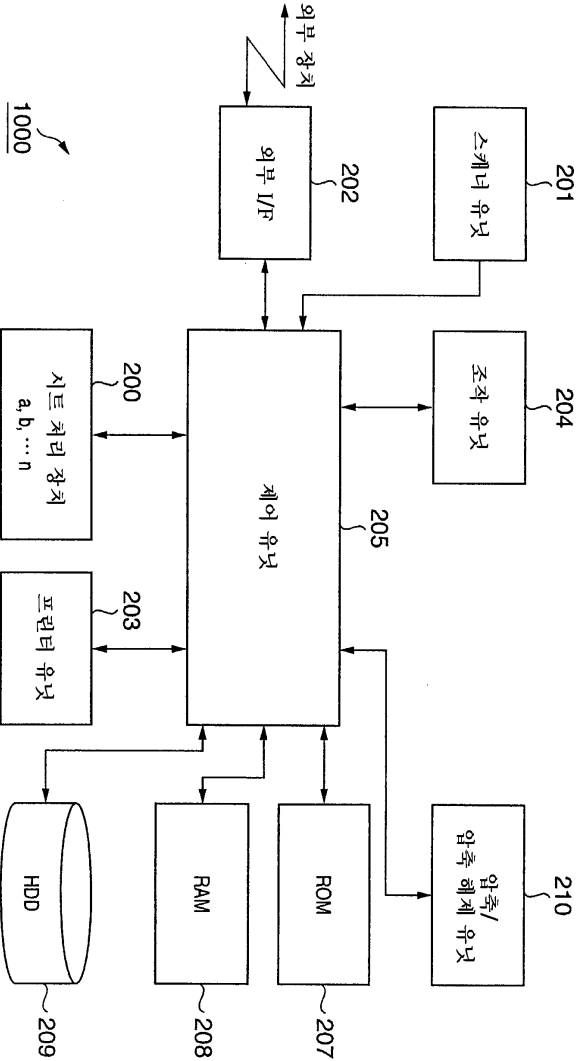 201
스캐너 유닛
204
조작 유닛
210
압축/
압축 해제 유닛
외부 장치
202
외부 I/F
205
제어 유닛
207
ROM
208
RAM
209
HDD
200
시트 처리 장치
a, b, … n
203
프린터 유닛
1000